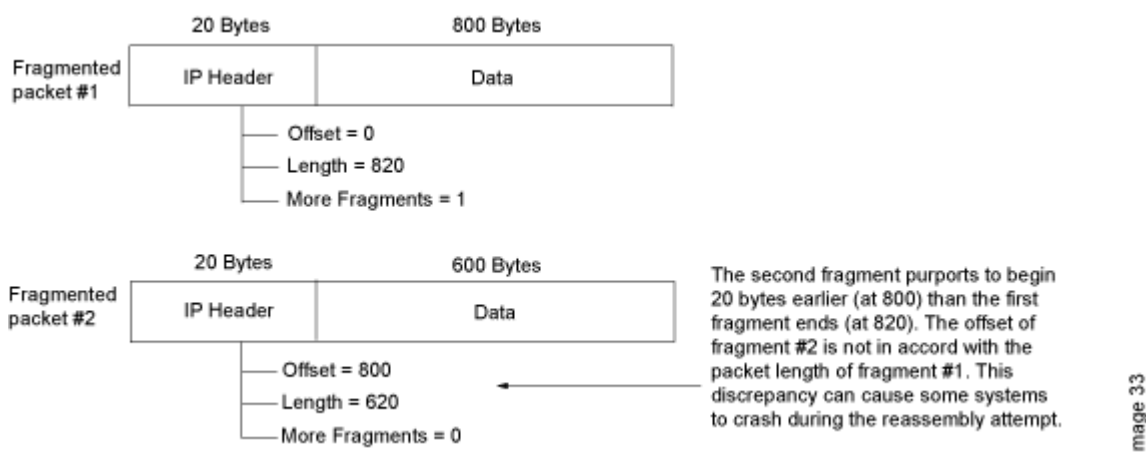 20 Bytes 800 Bytes
Fragmented
packet #1
IP Header Data
Offset = 0
Length = 820
More Fragments = 1
20 Bytes 600 Bytes
Fragmented
packet #2
IP Header Data
Offset = 800
Length = 620
More Fragments = 0
The second fragment purports to begin
20 bytes earlier (at 800) than the first
fragment ends (at 820). The offset of
fragment #2 is not in accord with the
packet length of fragment #1. This
discrepancy can cause some systems
to crash during the reassembly attempt.
mage 33